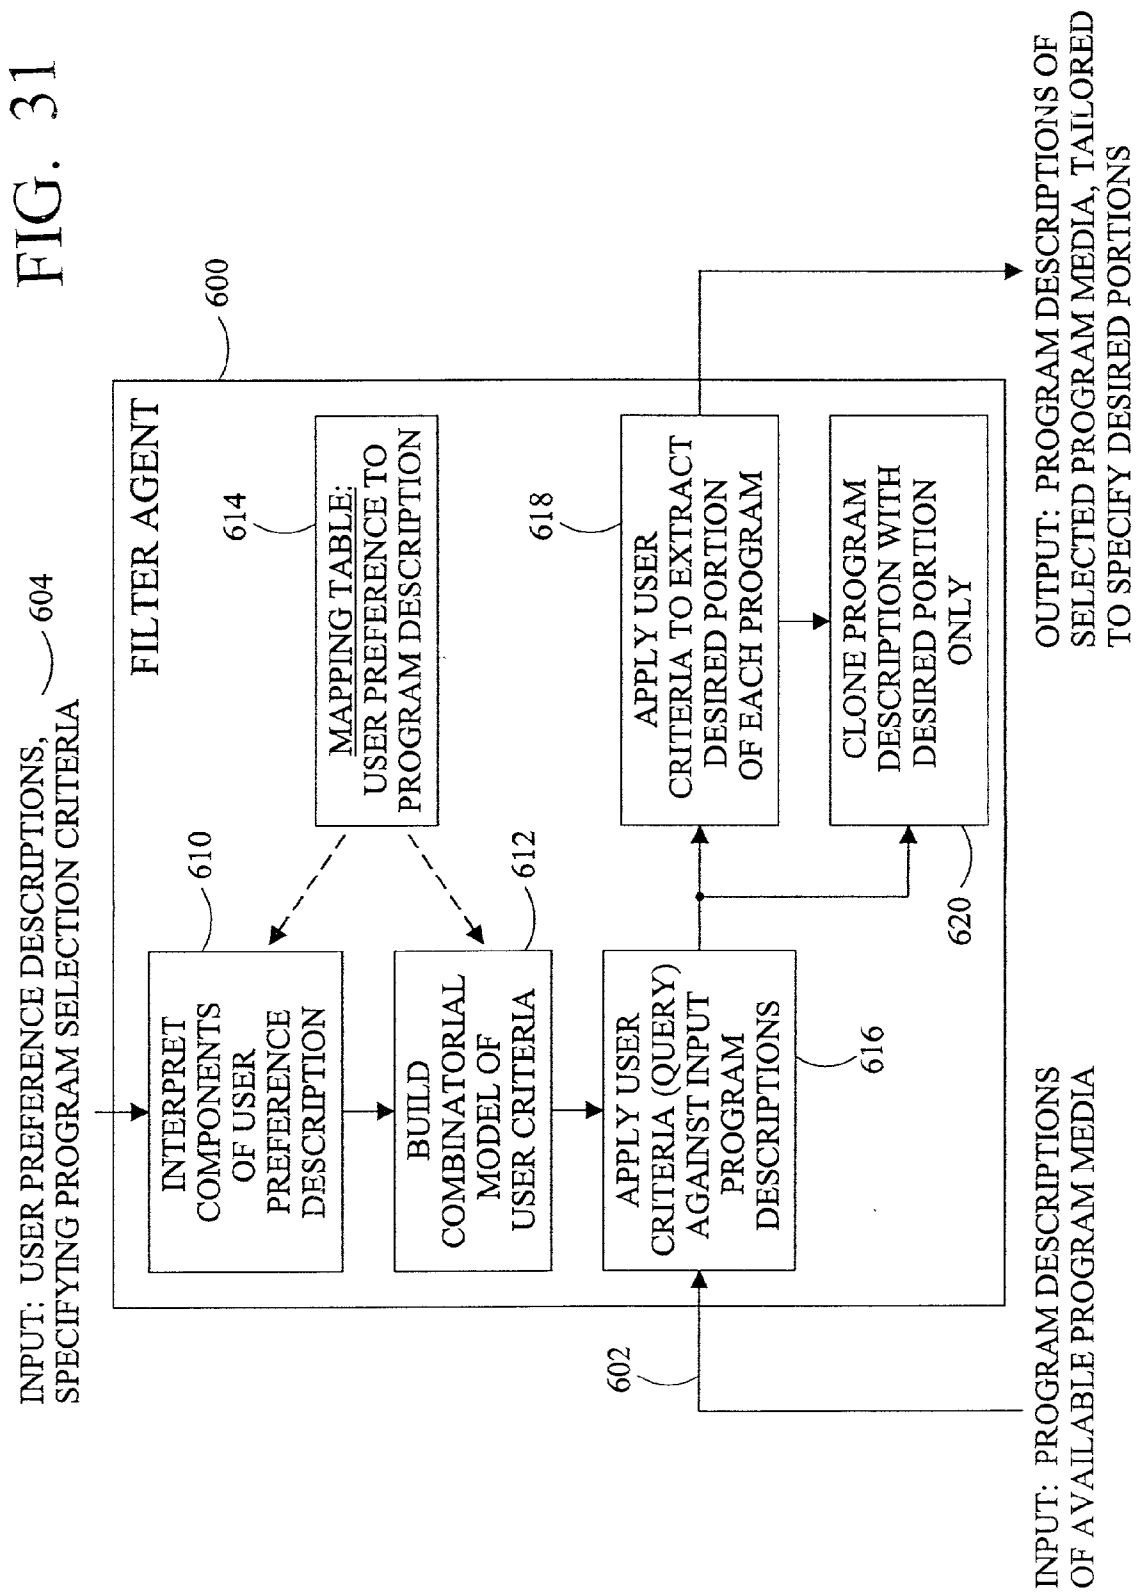 FIG. 31
INPUT: USER PREFERENCE DESCRIPTIONS,
SPECIFYING PROGRAM SELECTION CRITERIA
604
600
FILTER AGENT
610
INTERPRET
COMPONENTS
OF USER
PREFERENCE
DESCRIPTION
614
MAPPING TABLE:
USER PREFERENCE TO
PROGRAM DESCRIPTION
612
BUILD
COMBINATORIAL
MODEL OF
USER CRITERIA
602
APPLY USER
CRITERIA (QUERY)
AGAINST INPUT
PROGRAM
DESCRIPTIONS
616
618
APPLY USER
CRITERIA TO EXTRACT
DESIRED PORTION
OF EACH PROGRAM
620
CLONE PROGRAM
DESCRIPTION WITH
DESIRED PORTION
ONLY
INPUT: PROGRAM DESCRIPTIONS
OF AVAILABLE PROGRAM MEDIA
OUTPUT: PROGRAM DESCRIPTIONS OF
SELECTED PROGRAM MEDIA, TAILORED
TO SPECIFY DESIRED PORTIONS